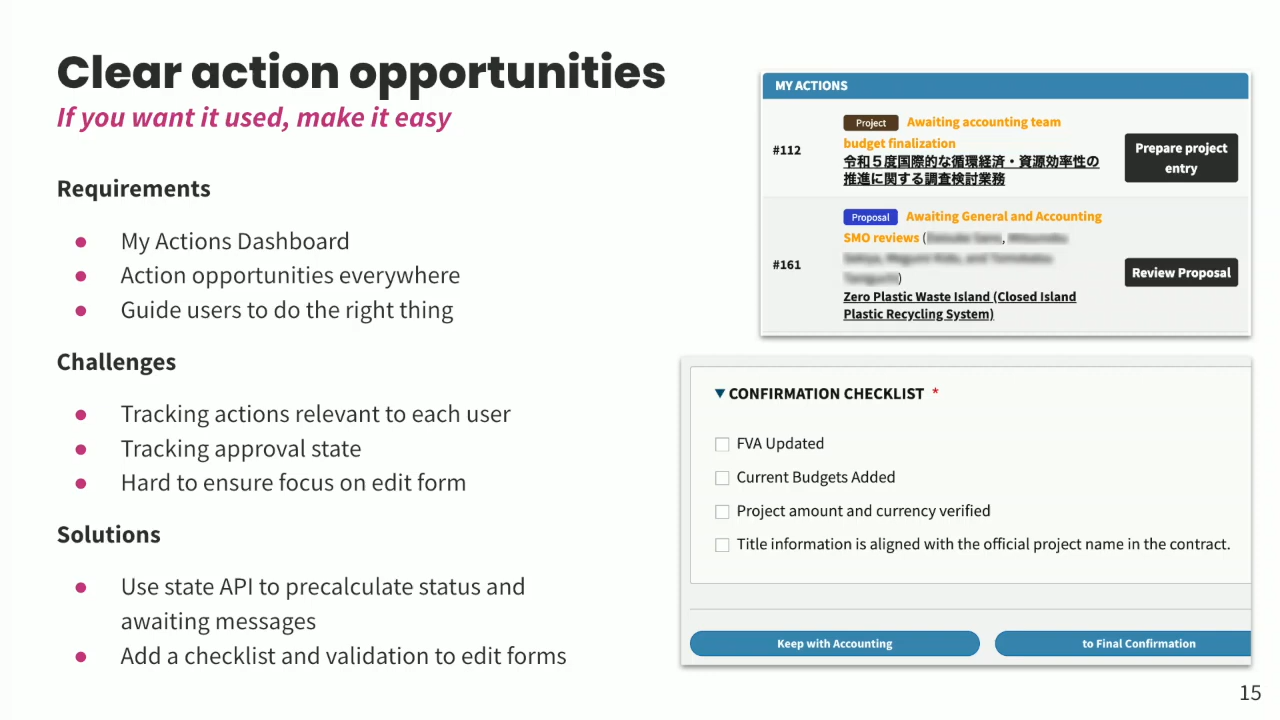 Clear action opportunities
If you want it used, make it easy
Requirements
● My Actions Dashboard
● Action opportunities everywhere
● Guide users to do the right thing
Challenges
● Tracking actions relevant to each user
● Tracking approval state
● Hard to ensure focus on edit form
Solutions
● Use state API to precalculate status and
awaiting messages
● Add a checklist and validation to edit forms
MY ACTIONS
#112
Project Awaiting accounting team
budget finalization
令和５度国際的な循環経済・資源効率性の
推進に関する調査検討業務
Prepare project
entry
#161
Proposal Awaiting General and Accounting
SMO reviews (
)
Zero Plastic Waste Island (Closed Island
Plastic Recycling System)
Review Proposal
▼ CONFIRMATION CHECKLIST *
FVA Updated
Current Budgets Added
Project amount and currency verified
Title information is aligned with the official project name in the contract.
Keep with Accounting
to Final Confirmation
15